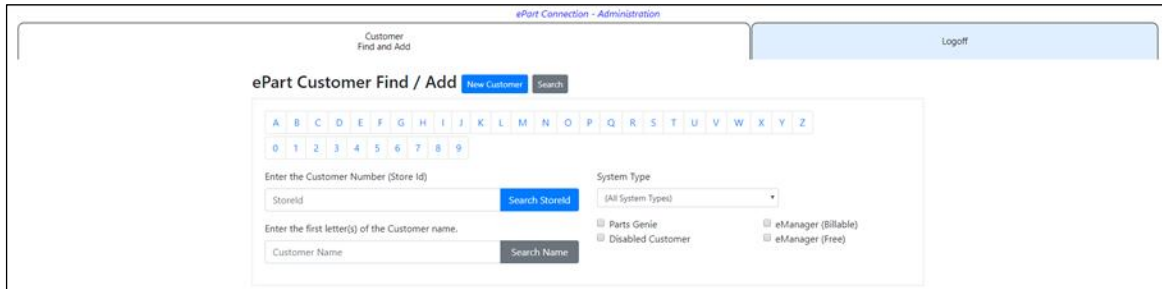 ePart Connection - Administration
Customer
Find and Add
Logoff
ePart Customer Find / Add New Customer Search
A B C D E F G H I J K L M N O P Q R S T U V W X Y Z
0 1 2 3 4 5 6 7 8 9
Enter the Customer Number (Store Id)
StoreId Search StoreId
Enter the first letter(s) of the Customer name.
Customer Name Search Name
System Type
(All System Types)
Parts Genie eManager (Billable)
Disabled Customer eManager (Free)